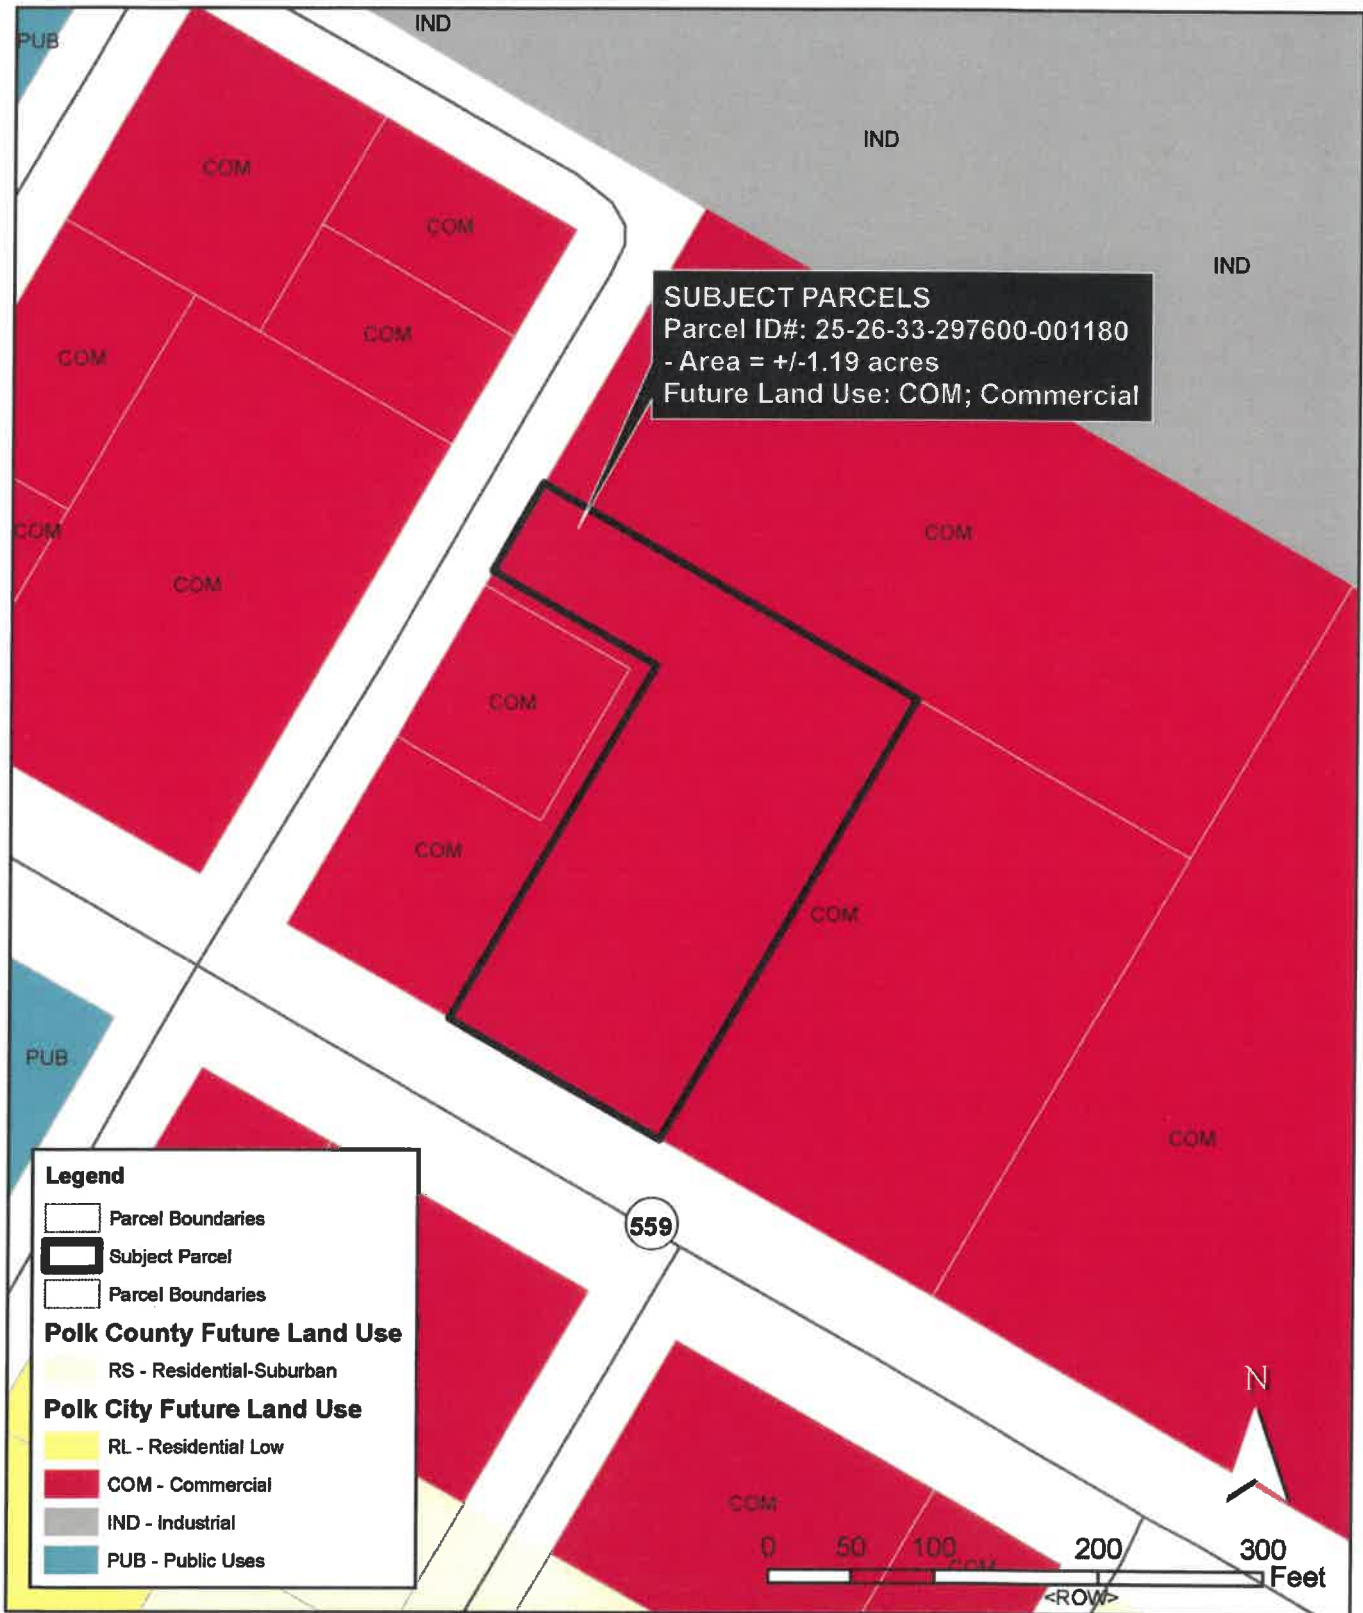 IND
PUB
IND
COM
COM
IND
SUBJECT PARCELS
Parcel ID#: 25-26-33-297600-001180
- Area = +/-1.19 acres
Future Land Use: COM; Commercial
COM
COM
COM
COM
COM
COM
COM
COM
PUB
COM
559
Legend
Parcel Boundaries
Subject Parcel
Parcel Boundaries
Polk County Future Land Use
RS - Residential-Suburban
Polk City Future Land Use
RL - Residential Low
COM - Commercial
IND - Industrial
PUB - Public Uses
N
COM
0 50 100 200 300
COM
Feet
<ROW>